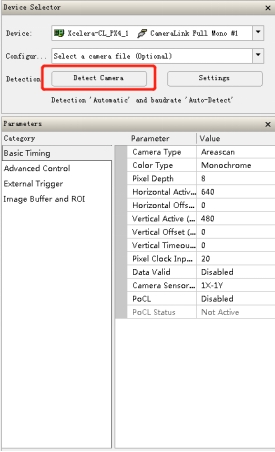 Device Selector
Device: Xcelera-CL_PX4_1 CameraLink Full Mono #1
Configur... Select a camera file (Optional)
Detection Detect Camera Settings
Detection 'Automatic' and baudrate 'Auto-Detect'
Parameters
Category Parameter Value
Basic Timing Camera Type Areascan
Advanced Control Color Type Monochrome
External Trigger Pixel Depth 8
Image Buffer and ROI Horizontal Activ... 640
Horizontal Offs... 0
Vertical Active (... 480
Vertical Offset (... 0
Vertical Timeou... 0
Pixel Clock Inp... 20
Data Valid Disabled
Camera Sensor... 1X-1Y
PoCL Disabled
PoCL Status Not Active